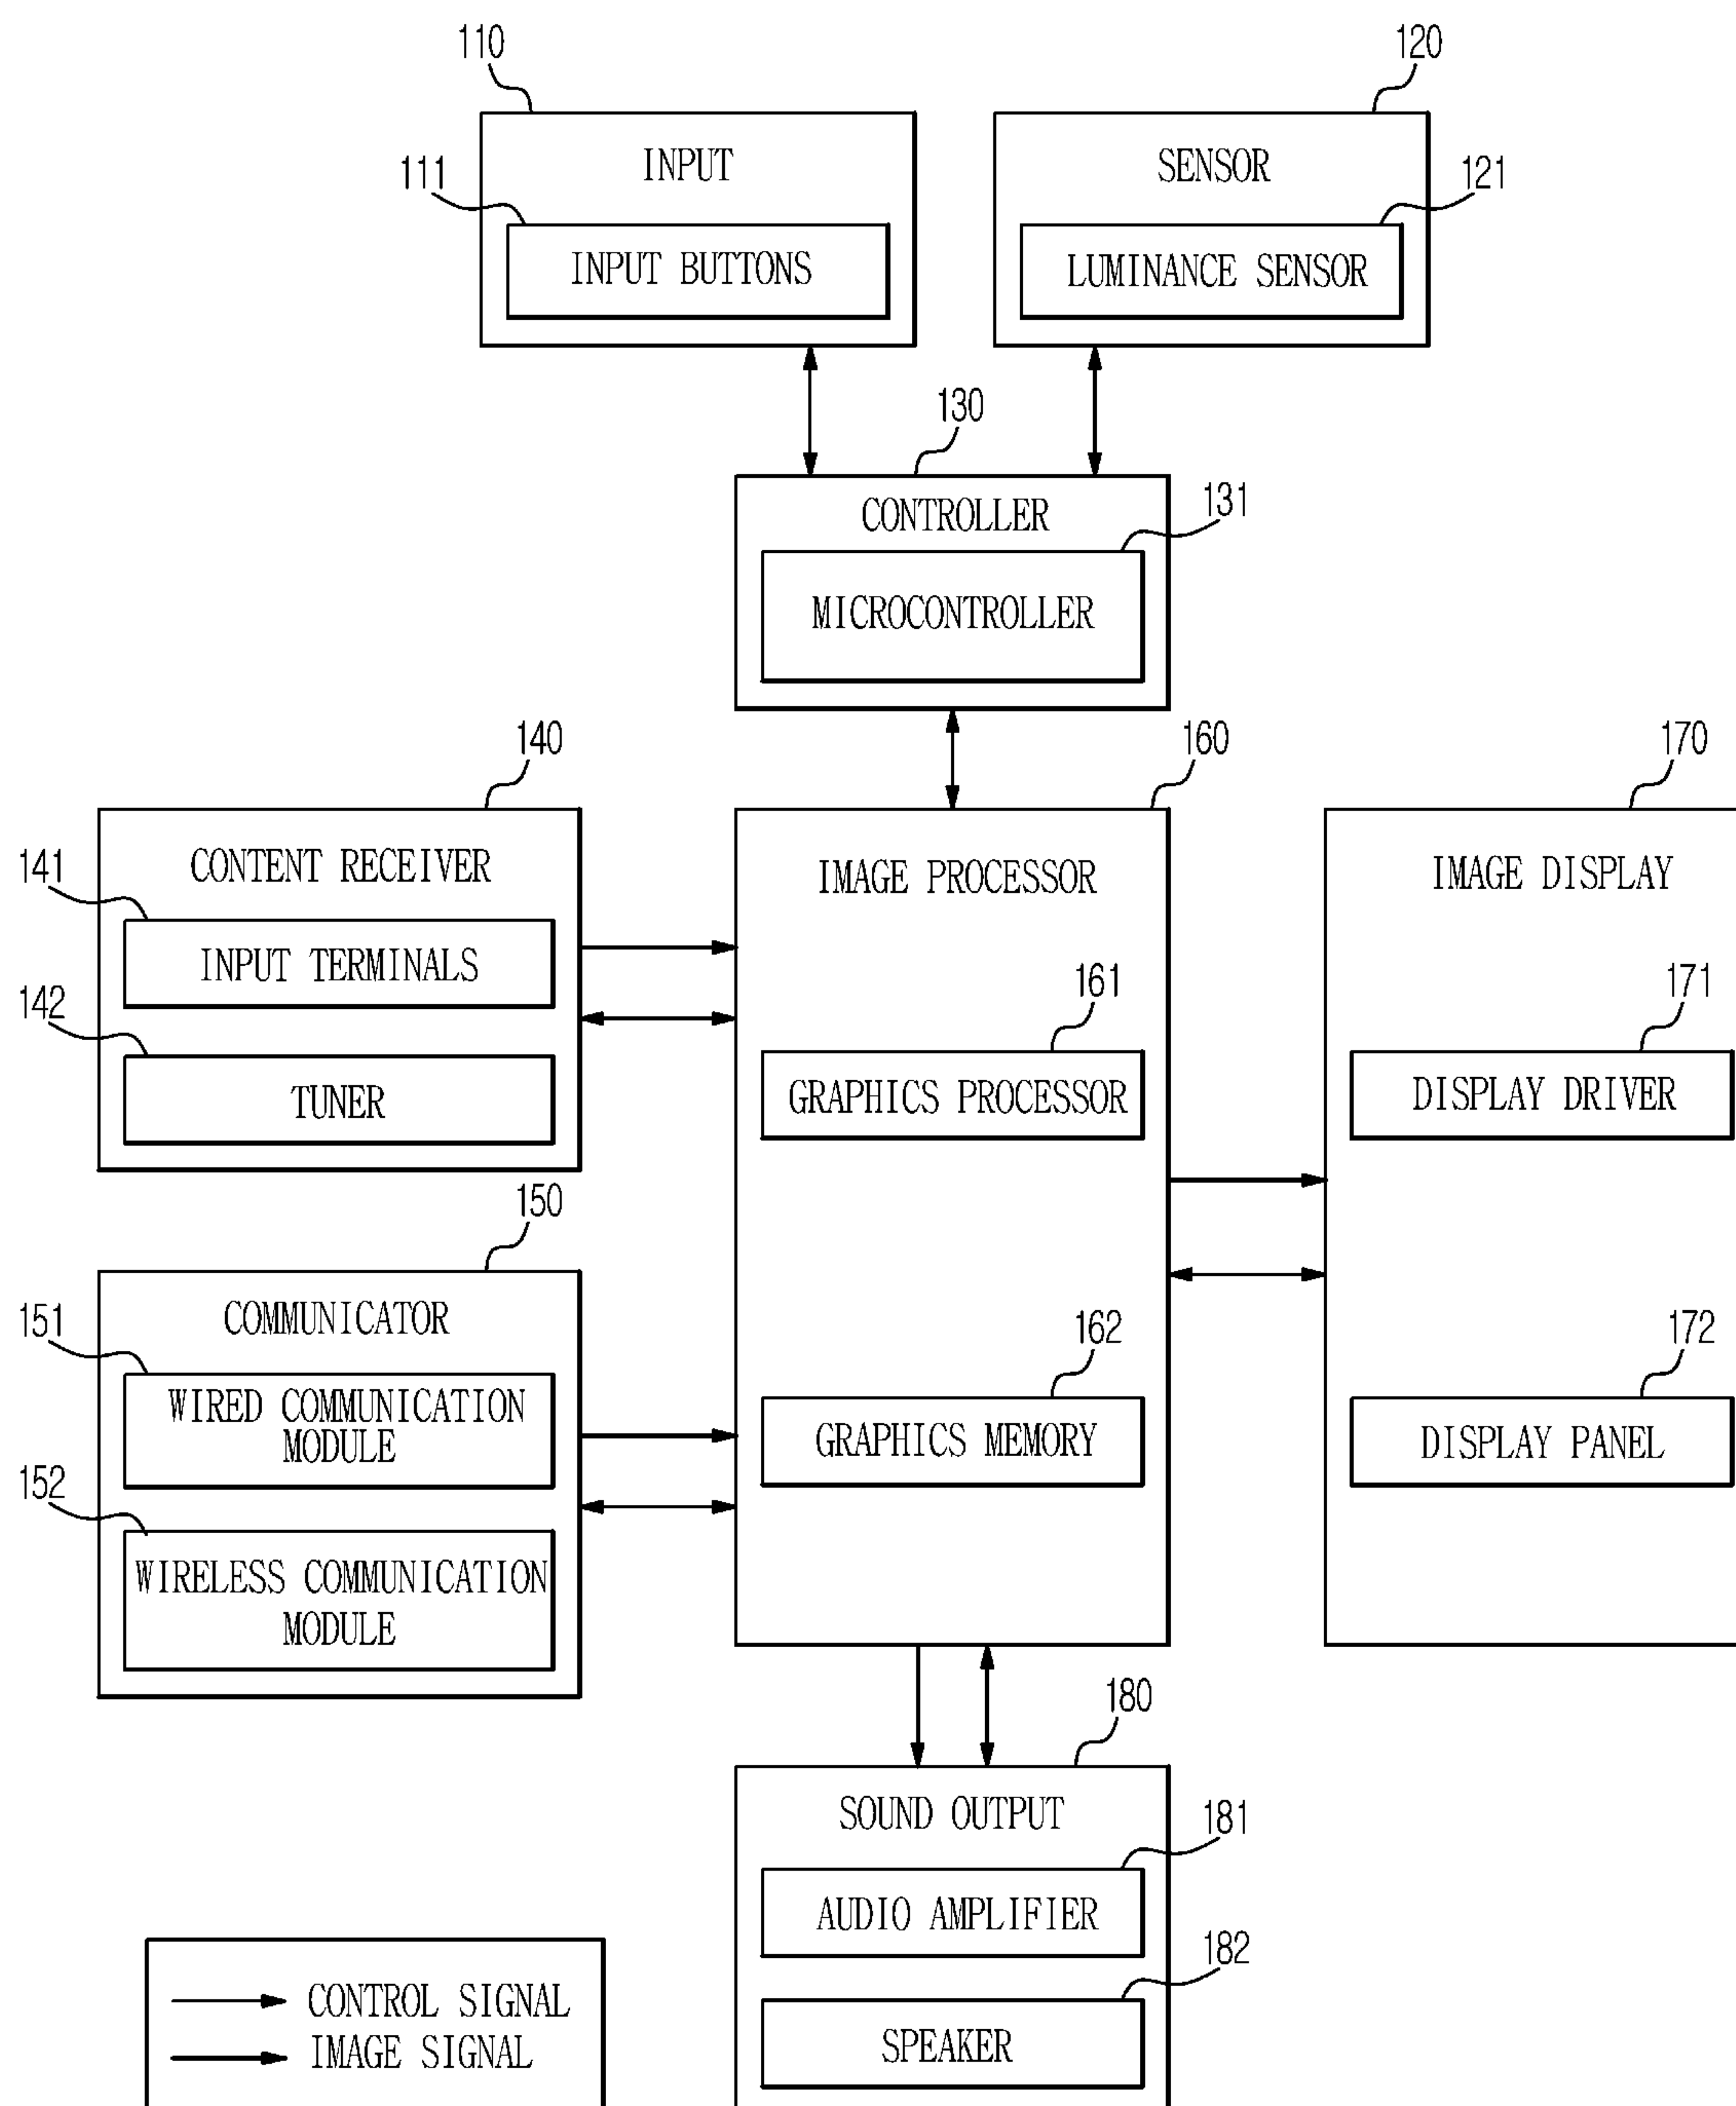 110
120
INPUT
SENSOR
111
121
INPUT BUTTONS
LUMINANCE SENSOR
130
CONTROLLER
131
MICROCONTROLLER
140
160
170
CONTENT RECEIVER
IMAGE PROCESSOR
IMAGE DISPLAY
141
INPUT TERMINALS
161
171
142
TUNER
GRAPHICS PROCESSOR
DISPLAY DRIVER
150
COMMUNICATOR
151
162
172
WIRED COMMUNICATION
MODULE
GRAPHICS MEMORY
DISPLAY PANEL
152
WIRELESS COMMUNICATION
MODULE
180
SOUND OUTPUT
181
AUDIO AMPLIFIER
182
SPEAKER
CONTROL SIGNAL
IMAGE SIGNAL